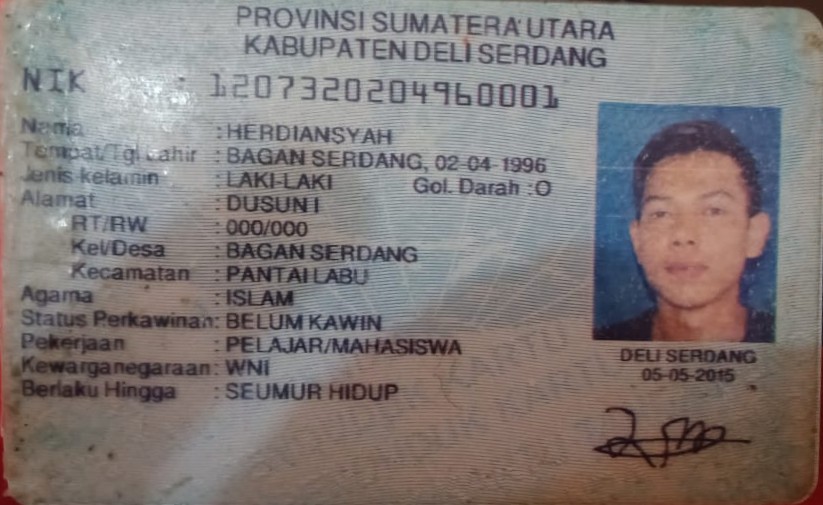 PROVINSI SUMATERA UTARA
KABUPATEN DELI SERDANG
NIK : 1207320204960001
Nama : HERDIANSYAH
Tempat/Tgl Lahir : BAGAN SERDANG, 02-04-1996
Jenis kelamin : LAKI-LAKI Gol. Darah : O
Alamat : DUSUN I
RT/RW : 000/000
Kel/Desa : BAGAN SERDANG
Kecamatan : PANTAI LABU
Agama : ISLAM
Status Perkawinan: BELUM KAWIN
Pekerjaan : PELAJAR/MAHASISWA
Kewarganegaraan: WNI
Berlaku Hingga : SEUMUR HIDUP
DELI SERDANG
05-05-2015